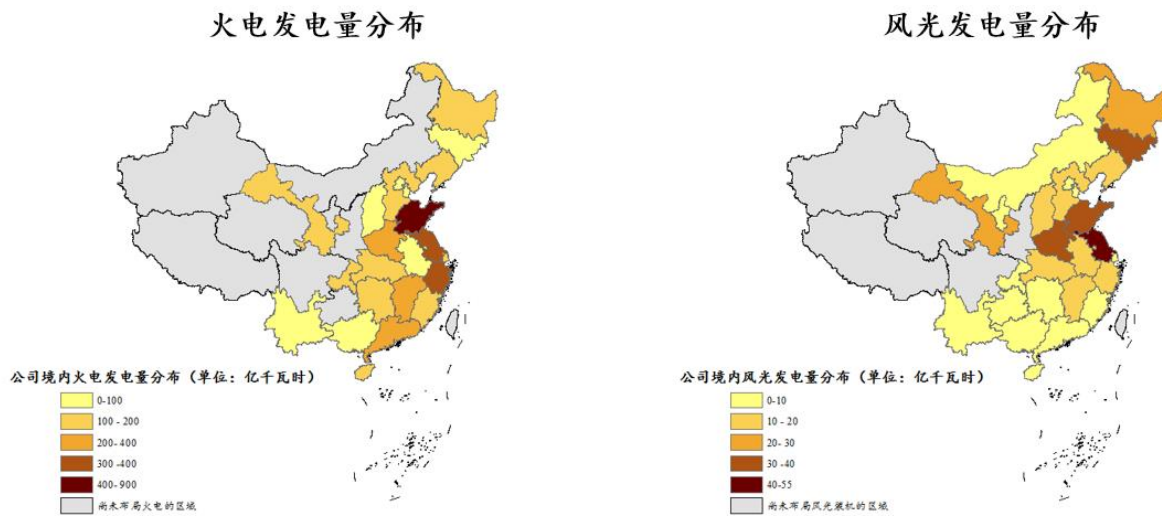 火电发电量分布
公司境内火电发电量分布（单位：亿千瓦时）
0-100
100 - 200
200- 400
300 -400
400- 900
尚未布局火电的区域
风光发电量分布
公司境内风光发电量分布（单位：亿千瓦时）
0-10
10 - 20
20 - 30
30 - 40
40-55
尚未布局风光装机的区域